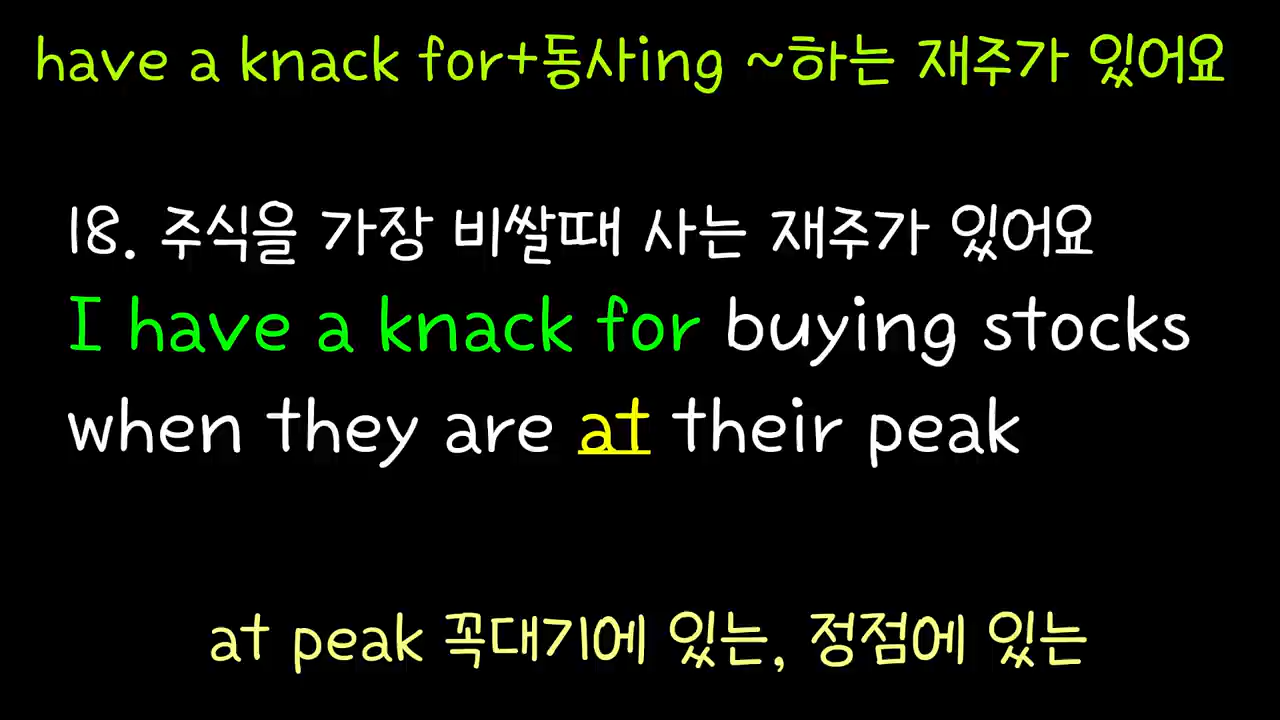 have a knack for+동사ing ~하는 재주가 있어요
18. 주식을 가장 비쌀때 사는 재주가 있어요
I have a knack for buying stocks
when they are at their peak
at peak 꼭대기에 있는, 정점에 있는